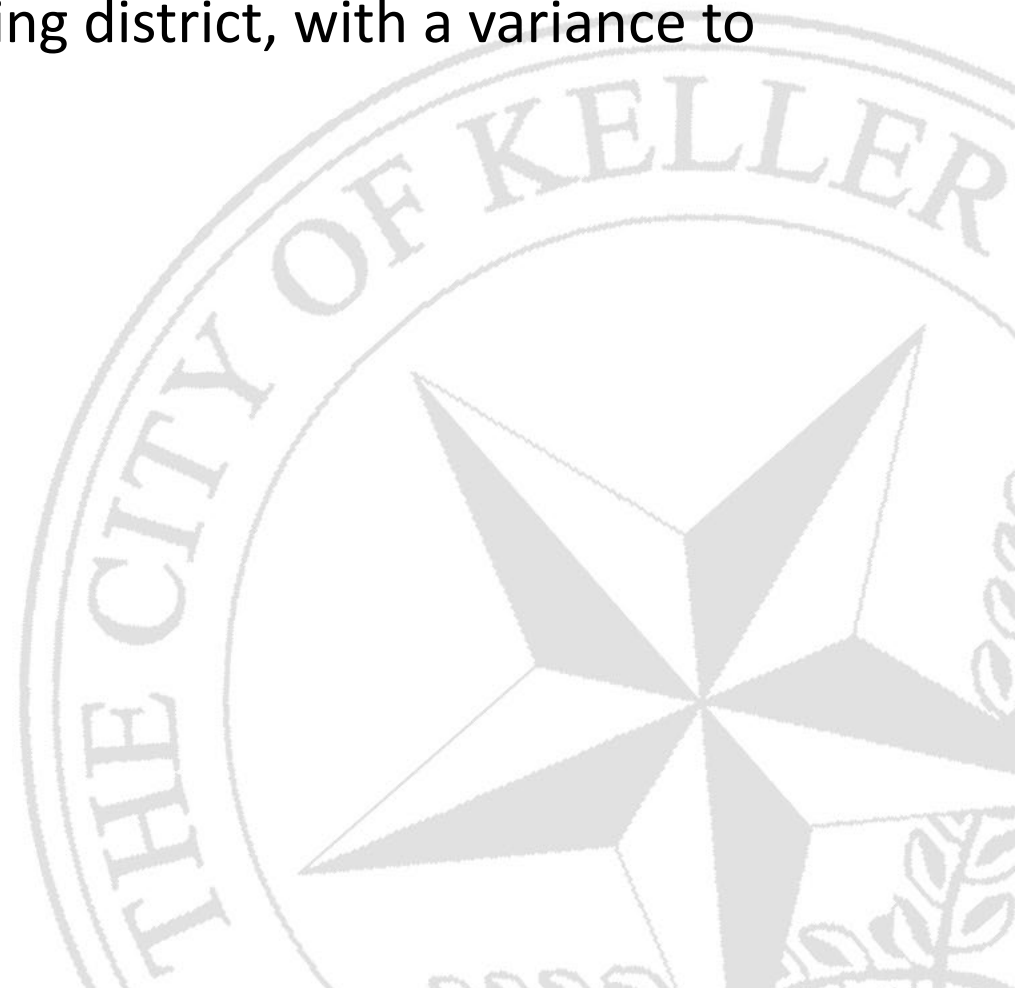 ing district, with a variance to
THE CITY OF KELLER